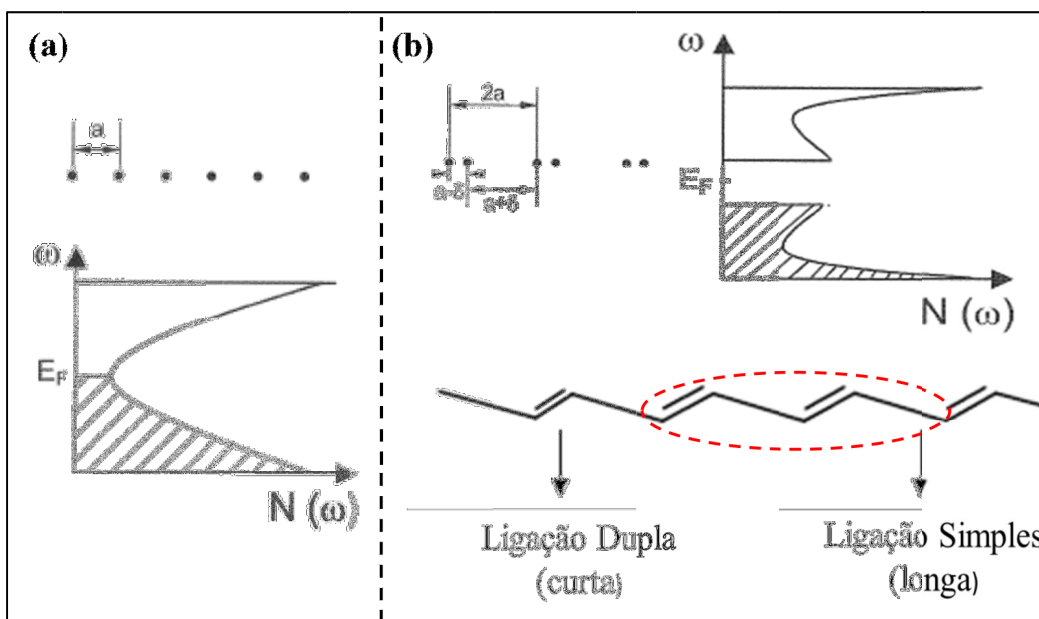 (a)
a
ω
E_F
N (ω)
(b)
2a
a-δ
a+δ
ω
E_F
N (ω)
Ligação Dupla
(curta)
Ligação Simples
(longa)